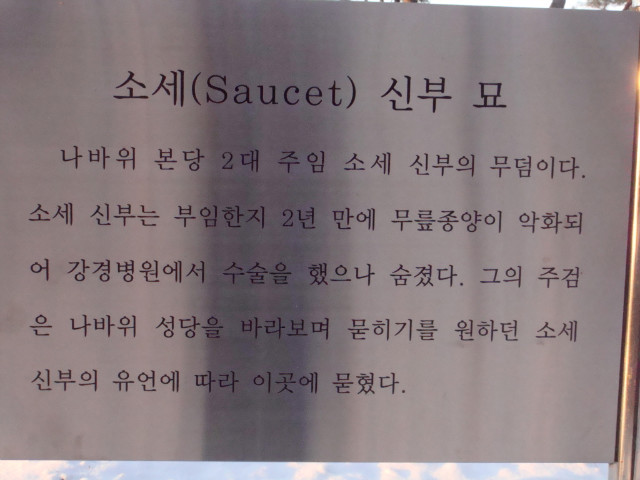 소세(Saucet) 신부 묘
나바위 본당 2대 주임 소세 신부의 무덤이다.
소세 신부는 부임한지 2년 만에 무릎종양이 악화되
어 강경병원에서 수술을 했으나 숨졌다. 그의 주검
은 나바위 성당을 바라보며 묻히기를 원하던 소세
신부의 유언에 따라 이곳에 묻혔다.